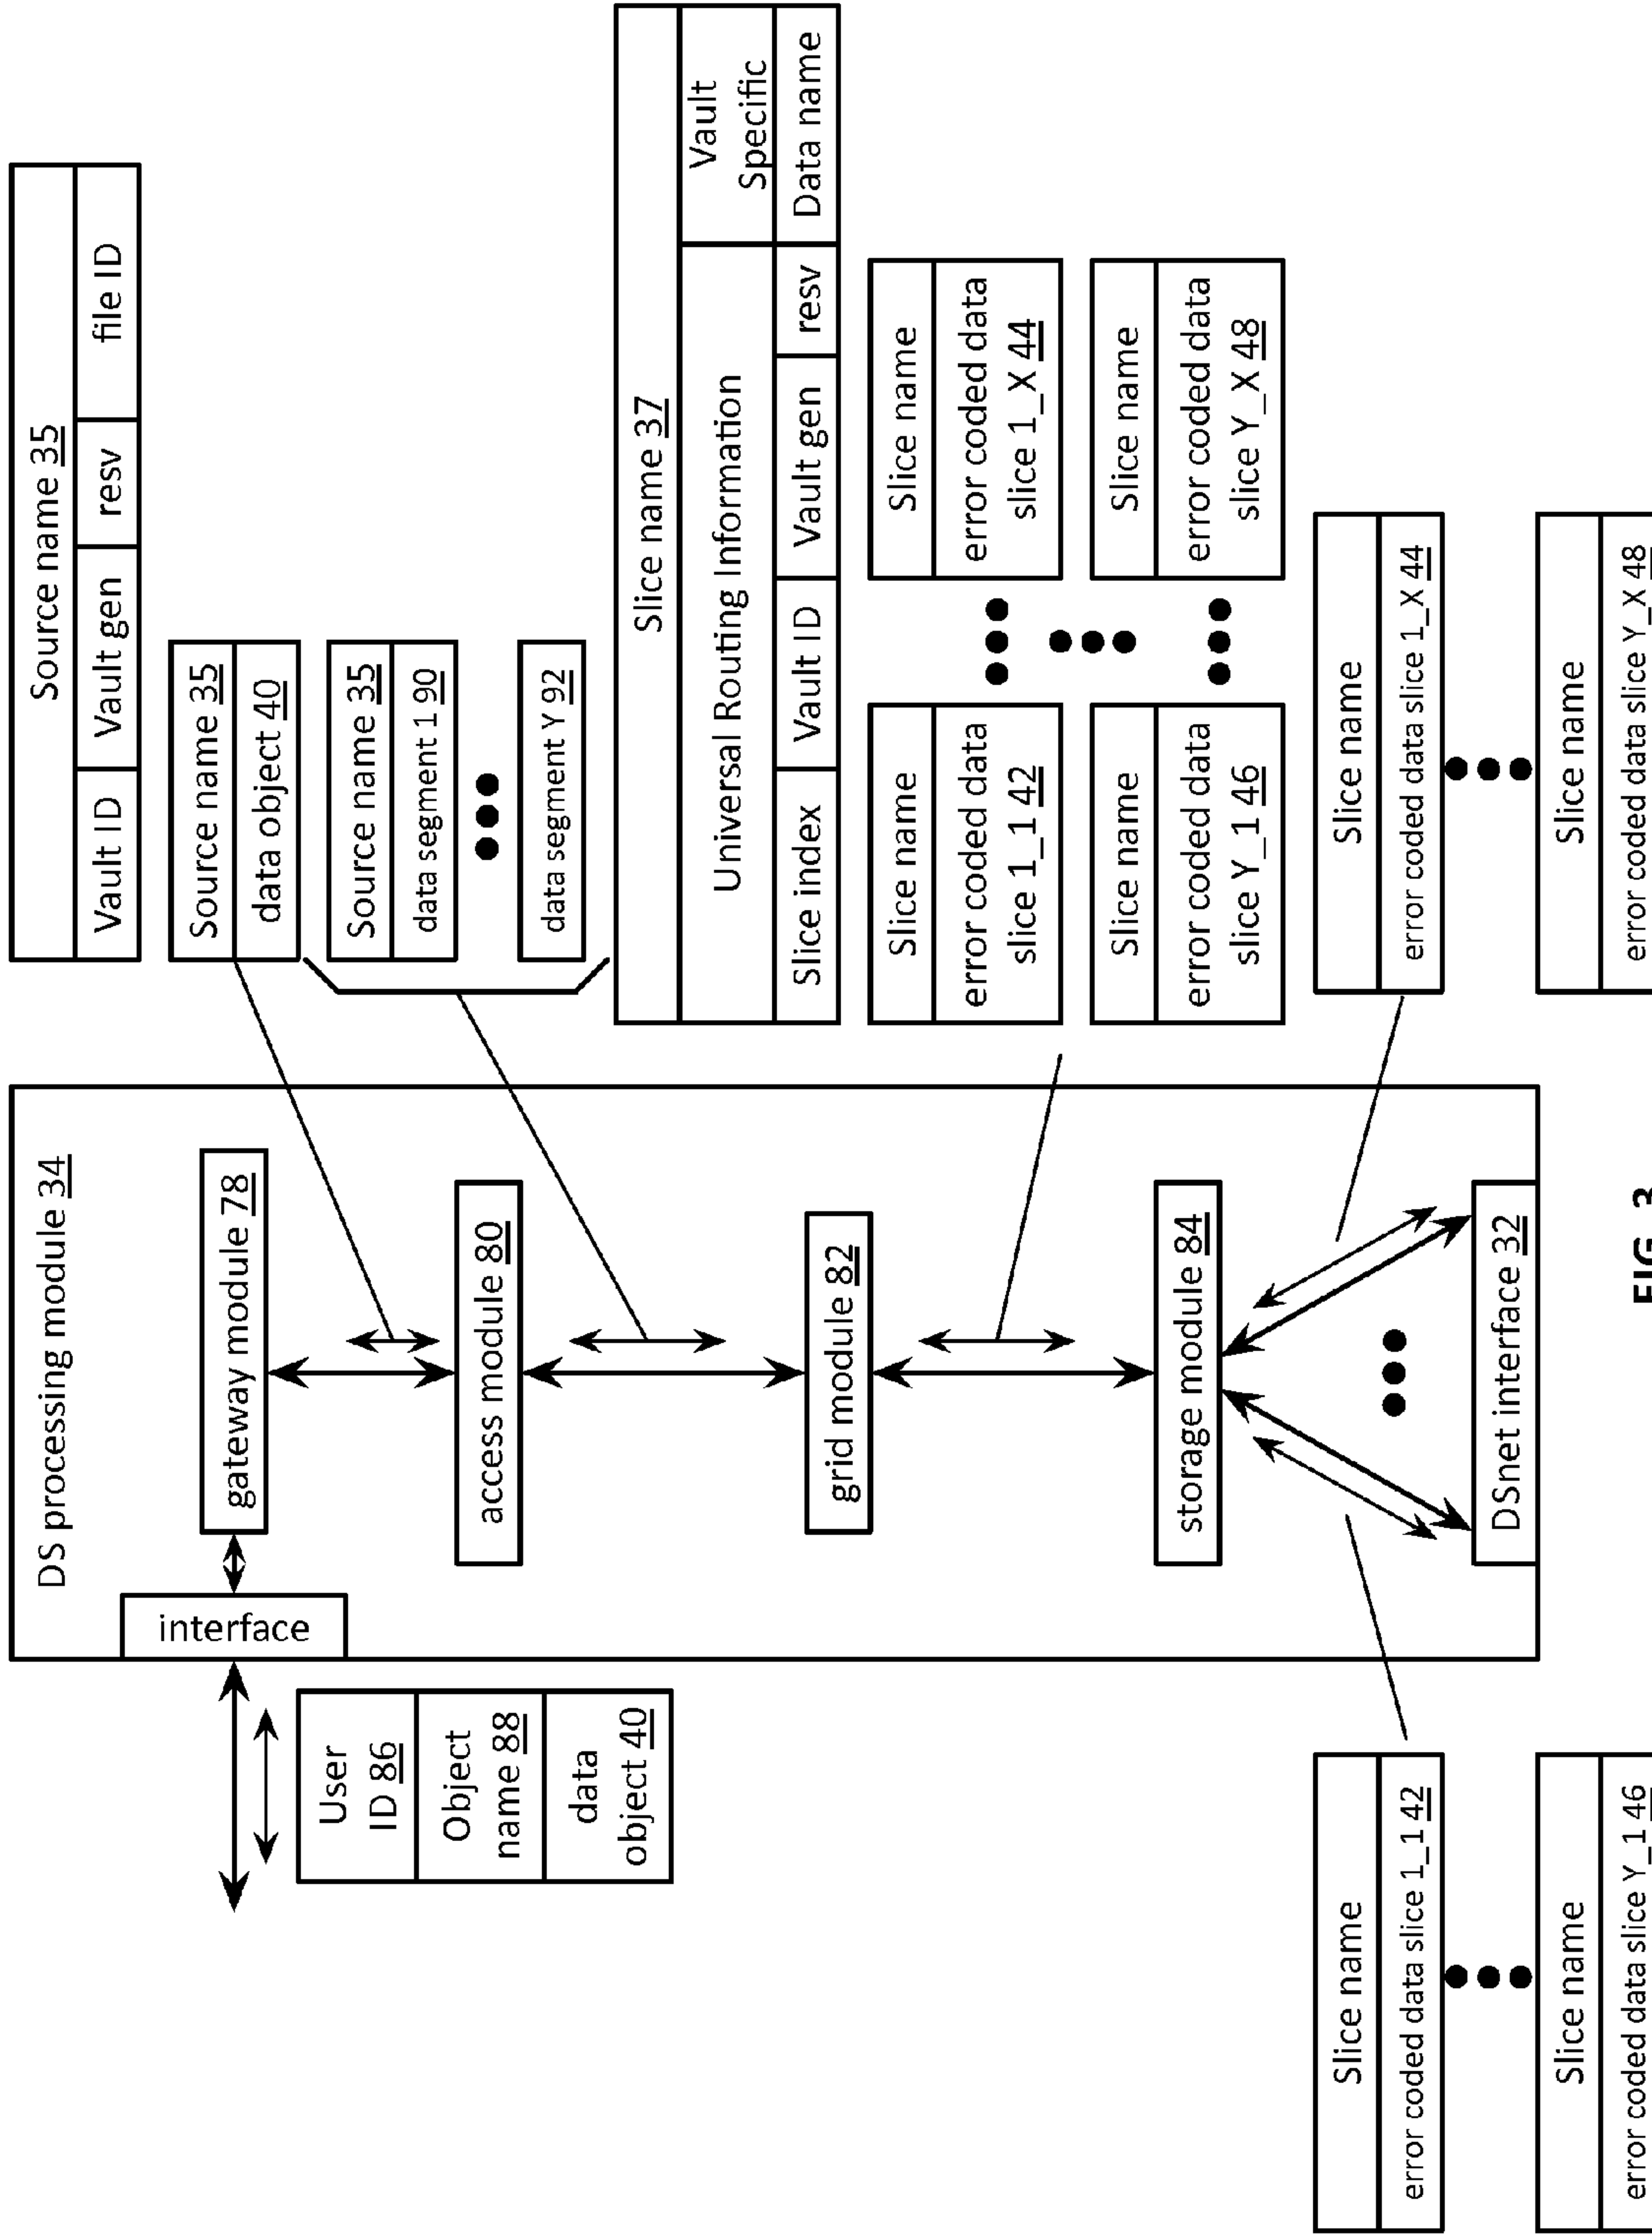 DS processing module 34
interface
gateway module 78
access module 80
grid module 82
storage module 84
DSnet interface 32
User
ID 86
Object
name 88
data
object 40
Source name 35
Vault ID
Vault gen
resv
file ID
Source name 35
data object 40
Source name 35
data segment 1 90
data segment Y 92
Slice name 37
Universal Routing Information
Vault
Specific
Slice index
Vault ID
Vault gen
resv
Data name
Slice name
error coded data
slice 1_1 42
Slice name
error coded data
slice 1_X 44
Slice name
error coded data
slice Y_1 46
Slice name
error coded data
slice Y_X 48
Slice name
error coded data slice 1_1 42
Slice name
error coded data slice Y_1 46
Slice name
error coded data slice 1_X 44
Slice name
error coded data slice Y_X 48
FIG. 3